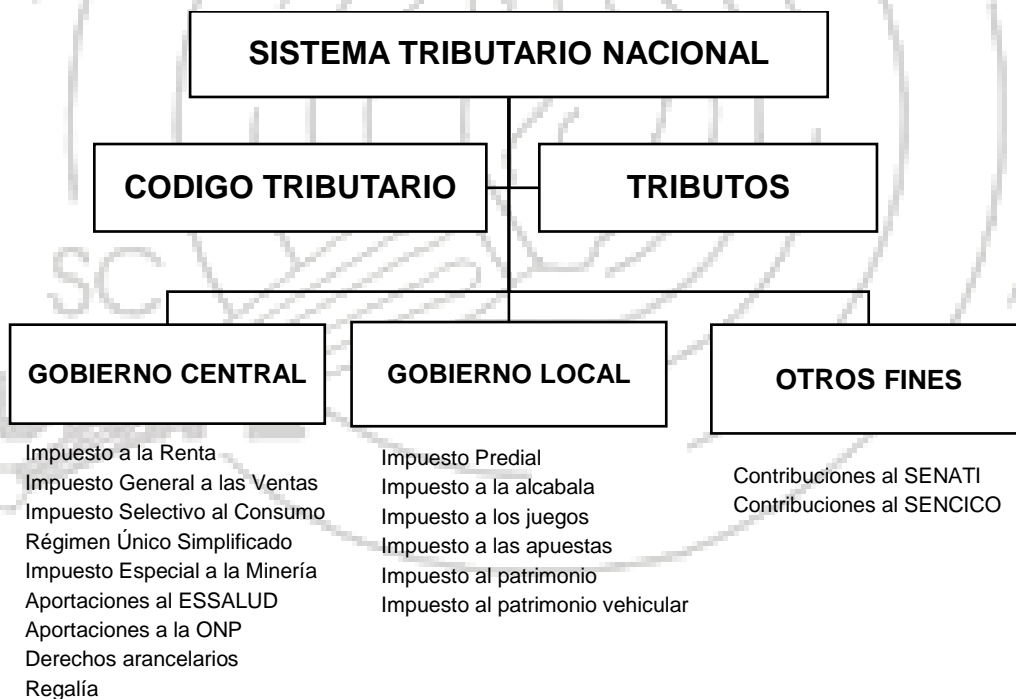 SISTEMA TRIBUTARIO NACIONAL
CODIGO TRIBUTARIO
TRIBUTOS
SC
GOBIERNO CENTRAL
Impuesto a la Renta
Impuesto General a las Ventas
Impuesto Selectivo al Consumo
Régimen Único Simplificado
Impuesto Especial a la Minería
Aportaciones al ESSALUD
Aportaciones a la ONP
Derechos arancelarios
Regalía
GOBIERNO LOCAL
Impuesto Predial
Impuesto a la alcabala
Impuesto a los juegos
Impuesto a las apuestas
Impuesto al patrimonio
Impuesto al patrimonio vehicular
OTROS FINES
Contribuciones al SENATI
Contribuciones al SENCICO